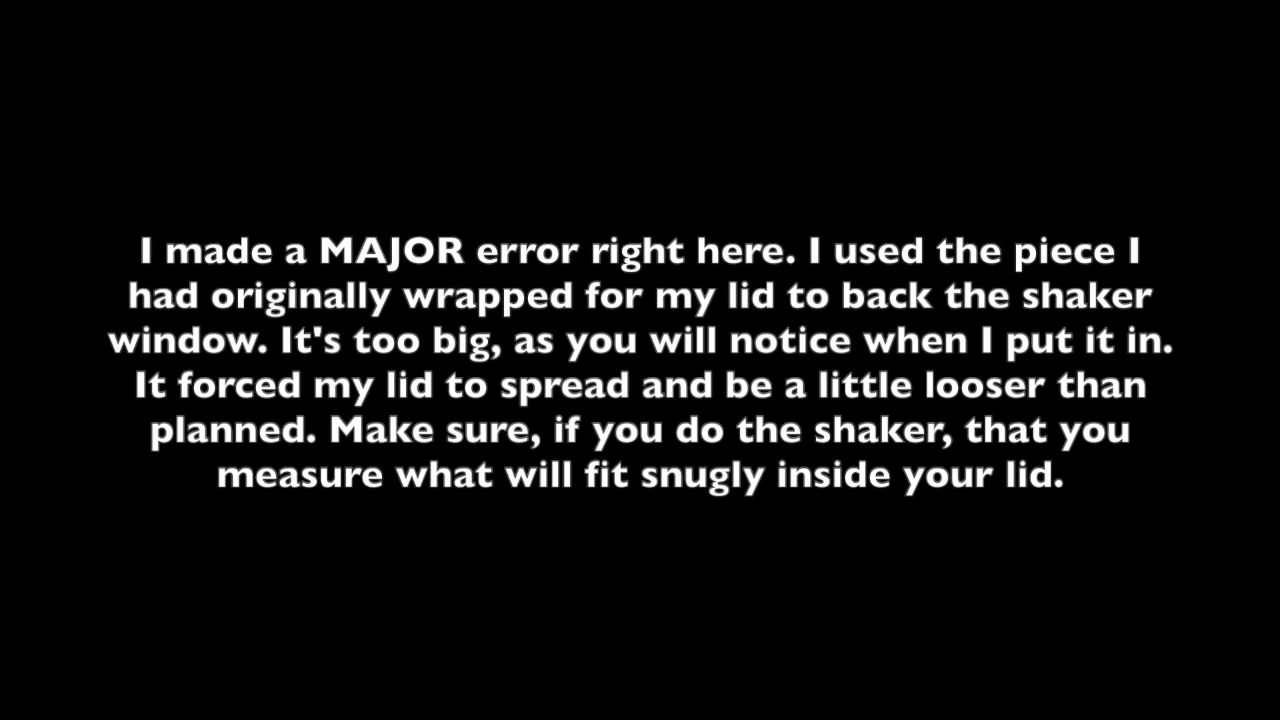 I made a MAJOR error right here. I used the piece I
had originally wrapped for my lid to back the shaker
window. It's too big, as you will notice when I put it in.
It forced my lid to spread and be a little looser than
planned. Make sure, if you do the shaker, that you
measure what will fit snugly inside your lid.